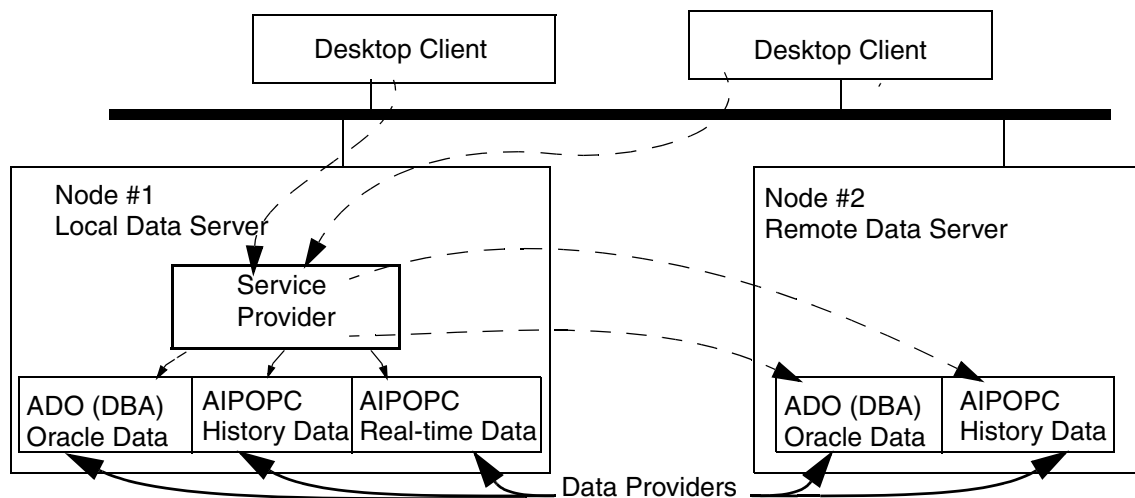 Desktop Client
Desktop Client
Node #1
Local Data Server
Node #2
Remote Data Server
Service
Provider
ADO (DBA)
Oracle Data
AIPOPC
History Data
AIPOPC
Real-time Data
ADO (DBA)
Oracle Data
AIPOPC
History Data
Data Providers